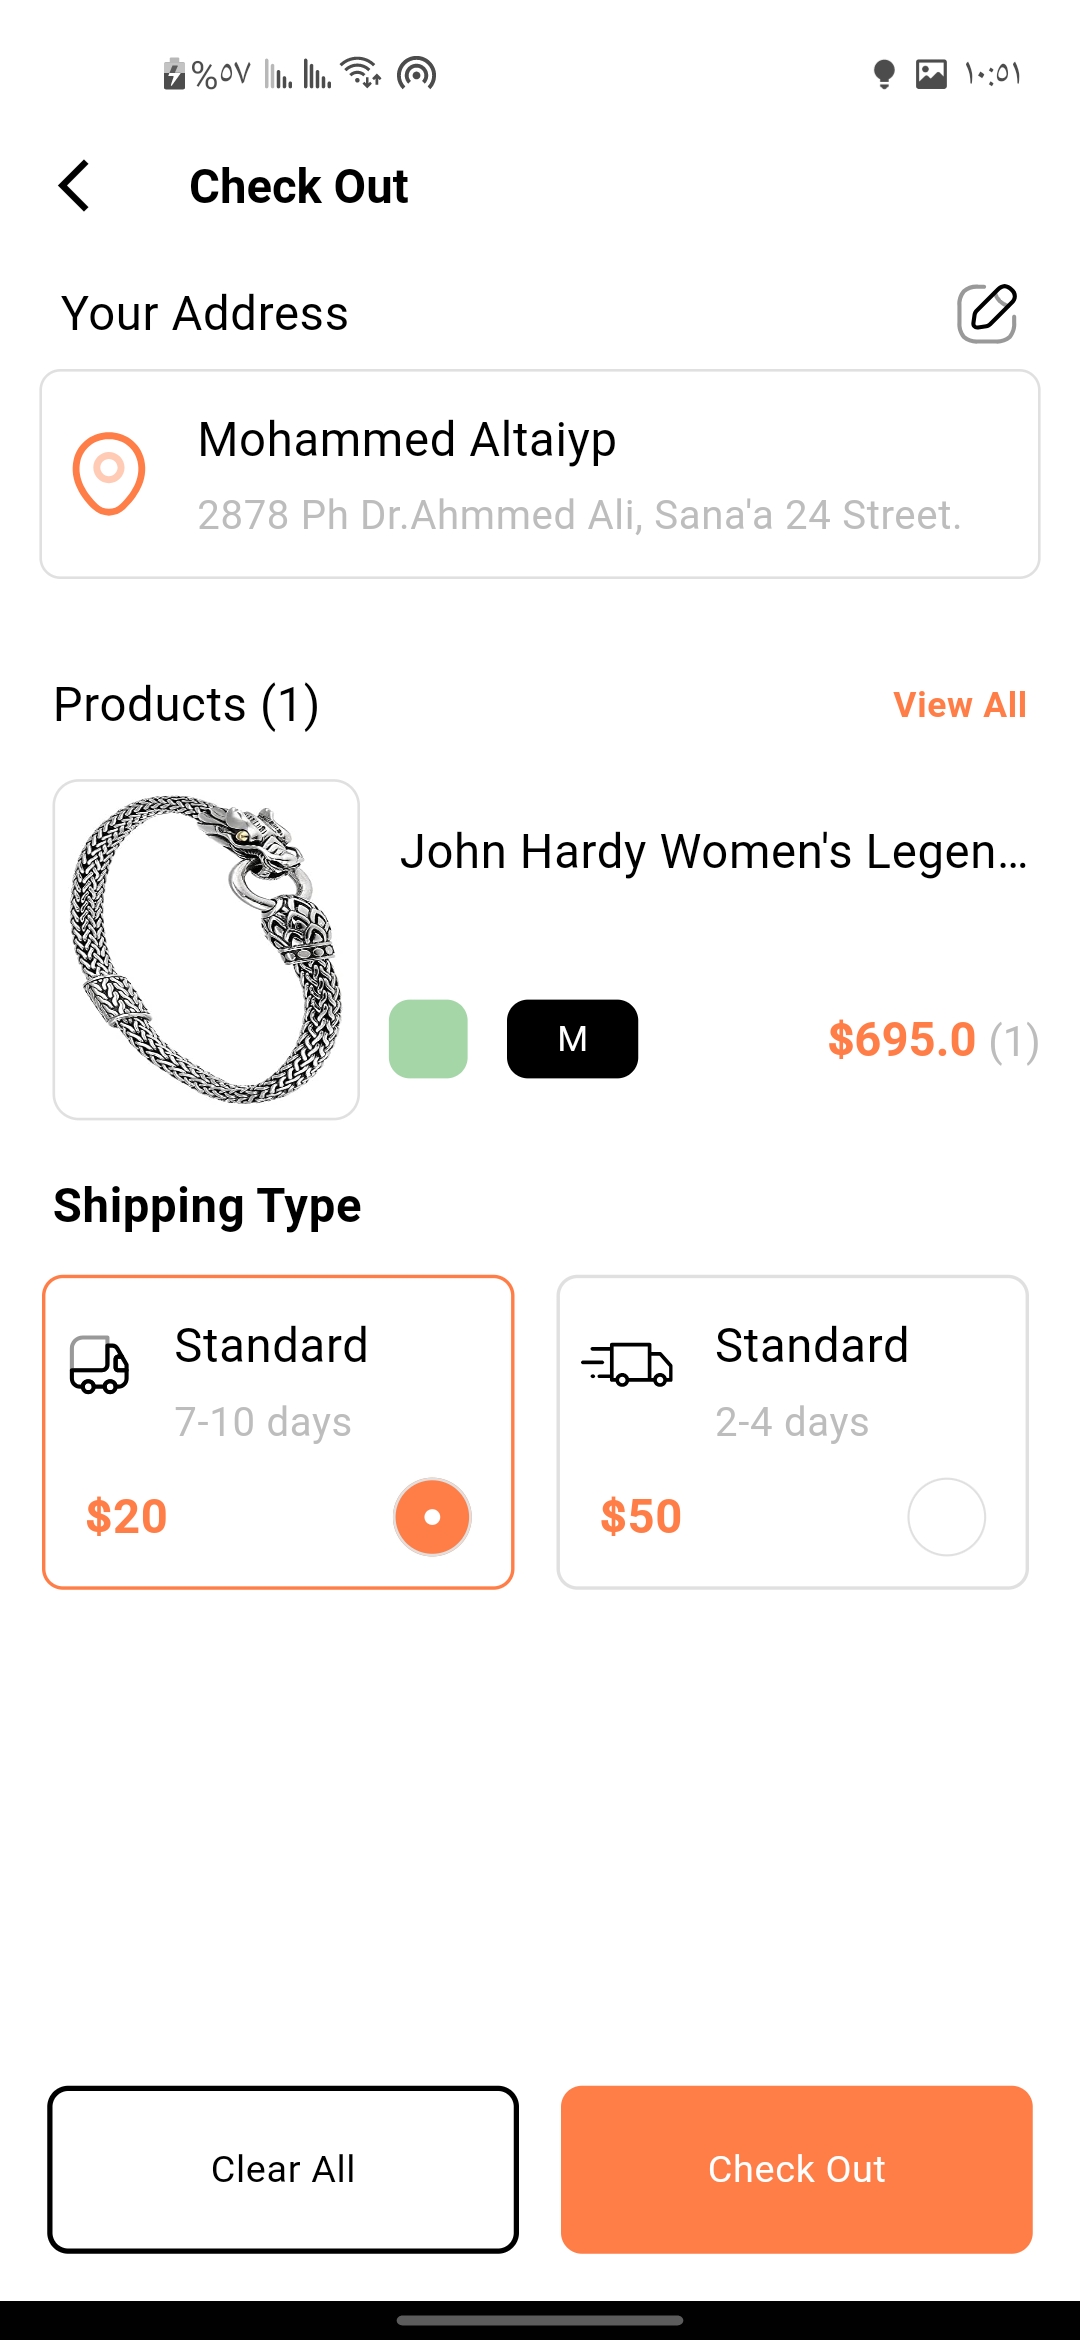 %٥٧ ١٠:٥١
Check Out
Your Address
Mohammed Altaiyp
2878 Ph Dr.Ahmmed Ali, Sana'a 24 Street.
Products (1) View All
John Hardy Women's Legen...
M $695.0 (1)
Shipping Type
Standard
7-10 days
$20
Standard
2-4 days
$50
Clear All Check Out